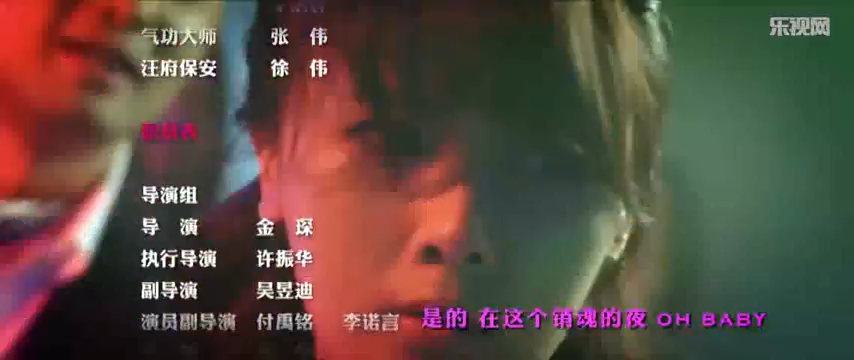 乐视网
气功大师 张 伟
汪府保安 徐 伟
职员表
导演组
导 演 金 琛
执行导演 许振华
副导演 吴昱迪
演员副导演 付禹铭 李诺言
是的 在这个销魂的夜 OH BABY